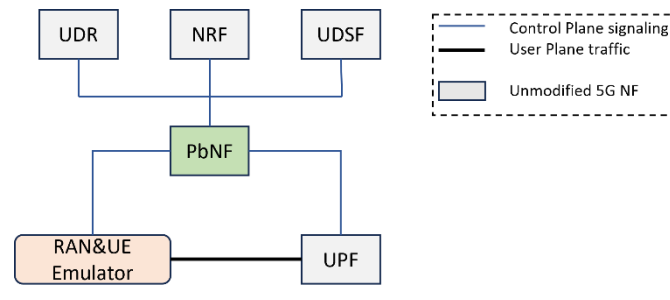 UDR
NRF
UDSF
Control Plane signaling
User Plane traffic
Unmodified 5G NF
PbNF
RAN&UE
Emulator
UPF